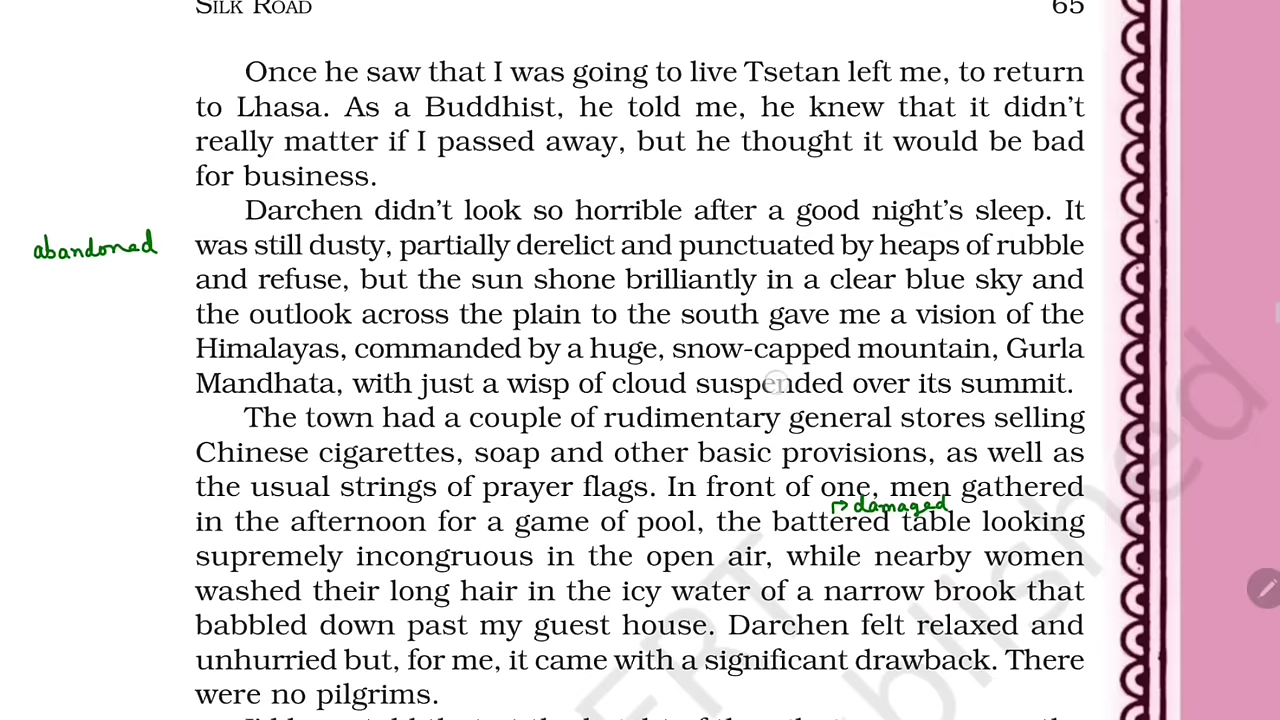 SILK ROAD 65
Once he saw that I was going to live Tsetan left me, to return
to Lhasa. As a Buddhist, he told me, he knew that it didn't
really matter if I passed away, but he thought it would be bad
for business.
Darchen didn't look so horrible after a good night's sleep. It
abandoned was still dusty, partially derelict and punctuated by heaps of rubble
and refuse, but the sun shone brilliantly in a clear blue sky and
the outlook across the plain to the south gave me a vision of the
Himalayas, commanded by a huge, snow-capped mountain, Gurla
Mandhata, with just a wisp of cloud suspended over its summit.
The town had a couple of rudimentary general stores selling
Chinese cigarettes, soap and other basic provisions, as well as
the usual strings of prayer flags. In front of one, men gathered
→ damaged
in the afternoon for a game of pool, the battered table looking
supremely incongruous in the open air, while nearby women
washed their long hair in the icy water of a narrow brook that
babbled down past my guest house. Darchen felt relaxed and
unhurried but, for me, it came with a significant drawback. There
were no pilgrims.